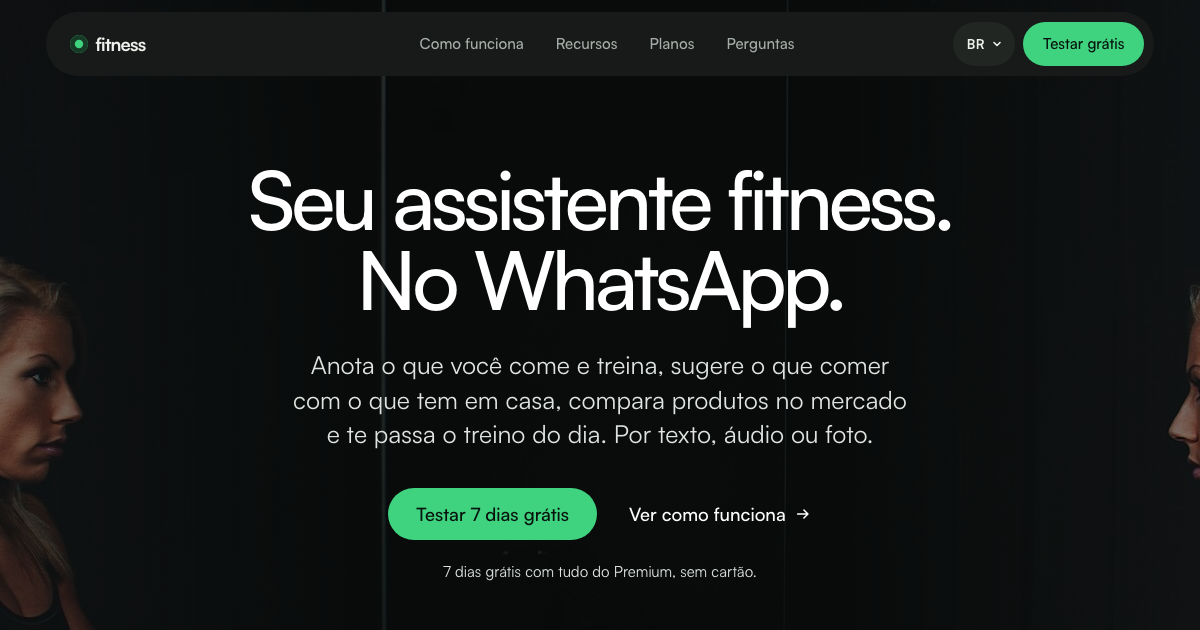 fitness
Como funciona
Recursos
Planos
Perguntas
BR
Testar grátis
Seu assistente fitness.
No WhatsApp.
Anota o que você come e treina, sugere o que comer
com o que tem em casa, compara produtos no mercado
e te passa o treino do dia. Por texto, áudio ou foto.
Testar 7 dias grátis
Ver como funciona →
7 dias grátis com tudo do Premium, sem cartão.